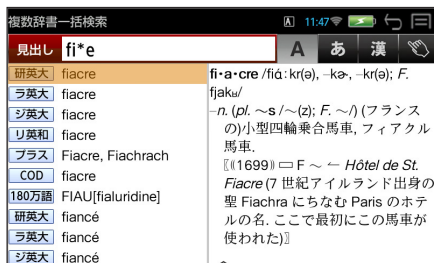 複数辞書一括検索
A 11:47
見出し fi*e A あ 漢
研英大 fiacre
ラ英大 fiacre
ジ英大 fiacre
リ英和 fiacre
プラス Fiacre, Fiachrach
COD fiacre
180万語 FIAU[fialuridine]
研英大 fiancé
ラ英大 fiancé
ジ英大 fiancé
fi・a・cre /fiɑ́ːkr(ə), –kɚ, –kr(ə); F.
fjakʁ/
–n. (pl. ~s /~(z); F. ~/) (フランス
の)小型四輪乗合馬車, フィアクル
馬車.
〖⸨1699⸩ □ F ~ ← Hôtel de St.
Fiacre (7 世紀アイルランド出身の
聖 Fiachra にちなむ Paris のホテ
ルの名. ここで最初にこの馬車が
使われた)〗